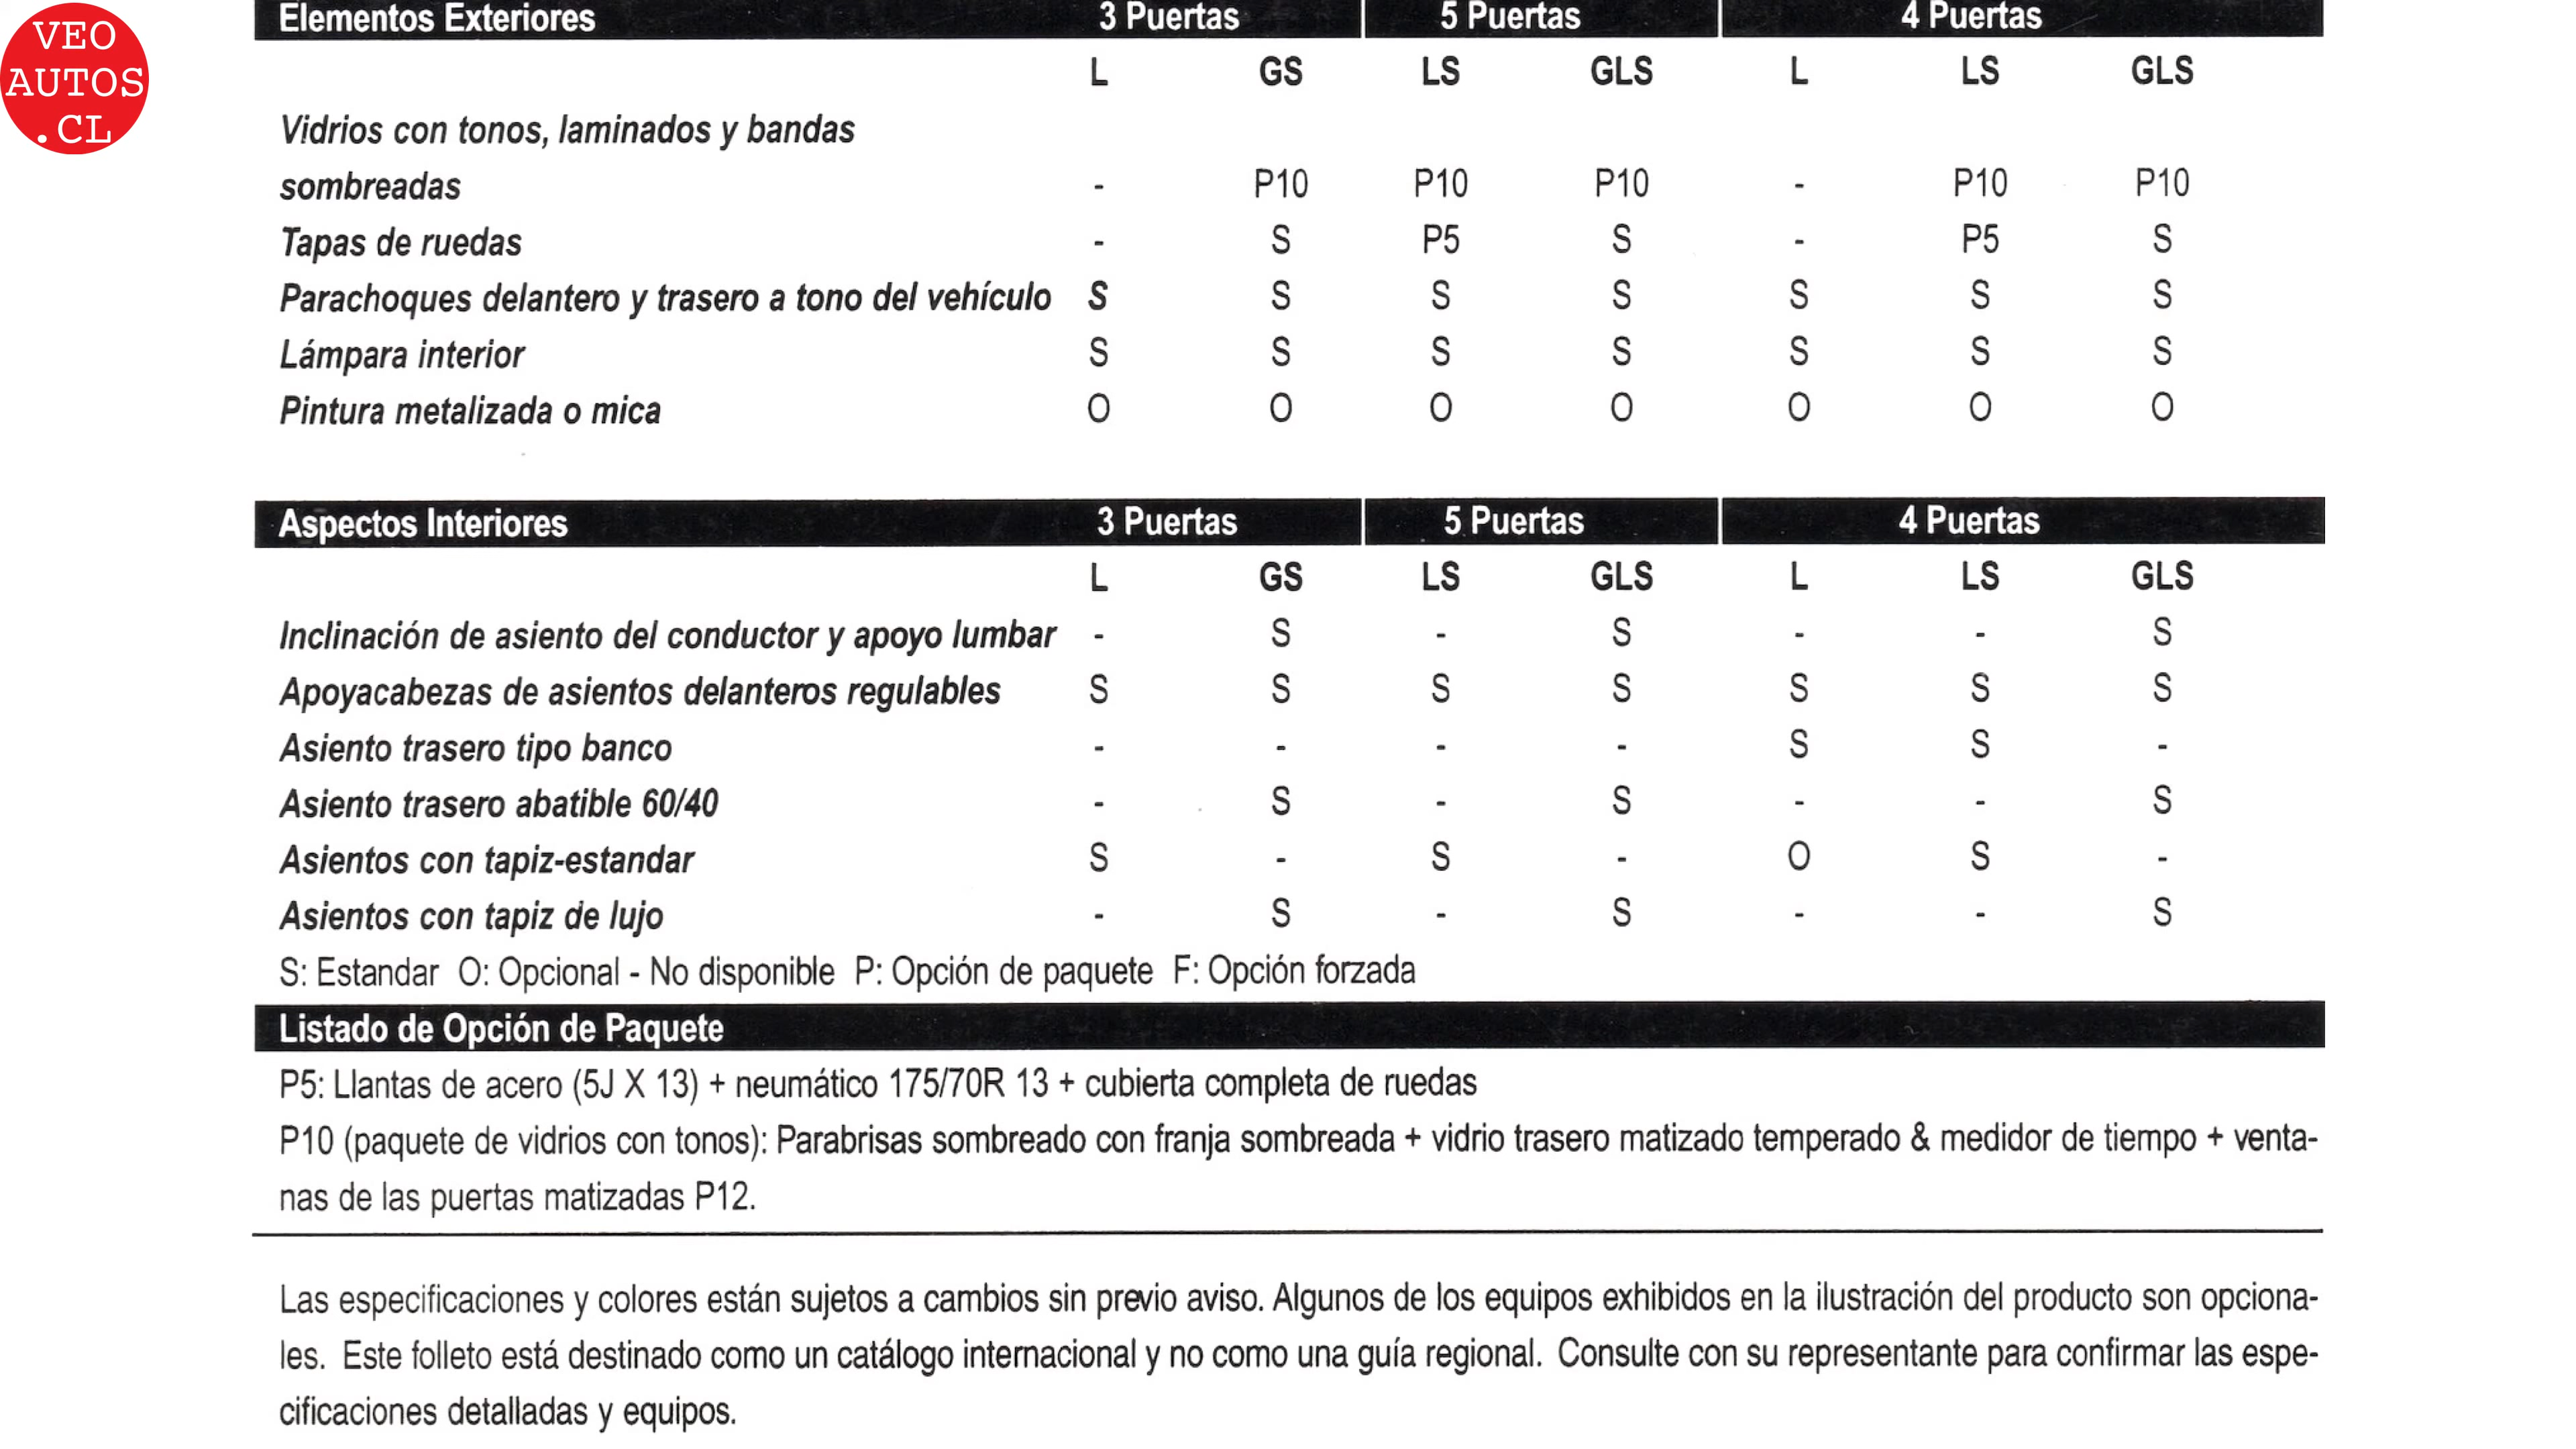 VEO
AUTOS
.CL
Elementos Exteriores 3 Puertas 5 Puertas 4 Puertas
L GS LS GLS L LS GLS
Vidrios con tonos, laminados y bandas
sombreadas - P10 P10 P10 - P10 P10
Tapas de ruedas - S P5 S - P5 S
Parachoques delantero y trasero a tono del vehículo S S S S S S S
Lámpara interior S S S S S S S
Pintura metalizada o mica O O O O O O O
Aspectos Interiores 3 Puertas 5 Puertas 4 Puertas
L GS LS GLS L LS GLS
Inclinación de asiento del conductor y apoyo lumbar - S - S - - S
Apoyacabezas de asientos delanteros regulables S S S S S S S
Asiento trasero tipo banco - - - - S S -
Asiento trasero abatible 60/40 - S - S - - S
Asientos con tapiz-estandar S - S - O S -
Asientos con tapiz de lujo - S - S - - S
S: Estandar O: Opcional - No disponible P: Opción de paquete F: Opción forzada
Listado de Opción de Paquete
P5: Llantas de acero (5J X 13) + neumático 175/70R 13 + cubierta completa de ruedas
P10 (paquete de vidrios con tonos): Parabrisas sombreado con franja sombreada + vidrio trasero matizado temperado & medidor de tiempo + venta-
nas de las puertas matizadas P12.
Las especificaciones y colores están sujetos a cambios sin previo aviso. Algunos de los equipos exhibidos en la ilustración del producto son opciona-
les. Este folleto está destinado como un catálogo internacional y no como una guía regional. Consulte con su representante para confirmar las espe-
cificaciones detalladas y equipos.